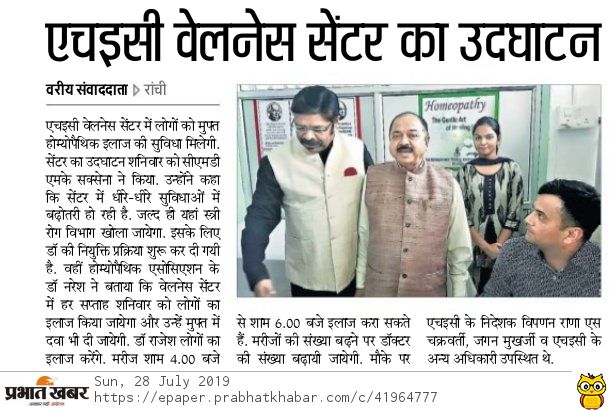 एचइसी वेलनेस सेंटर का उदघाटन
वरीय संवाददाता ▷ रांची
एचइसी वेलनेस सेंटर में लोगों को मुफ्त
होम्योपैथिक इलाज की सुविधा मिलेगी.
सेंटर का उदघाटन शनिवार को सीएमडी
एमके सक्सेना ने किया. उन्होंने कहा
कि सेंटर में धीरे-धीरे सुविधाओं में
बढ़ोतरी हो रही है. जल्द ही यहां स्त्री
रोग विभाग खोला जायेगा. इसके लिए
डॉ की नियुक्ति प्रक्रिया शुरू कर दी गयी
है. वहीं होम्योपैथिक एसोसिएशन के
डॉ नरेश ने बताया कि वेलनेस सेंटर
में हर सप्ताह शनिवार को लोगों का
इलाज किया जायेगा और उन्हें मुफ्त में
दवा भी दी जायेगी. डॉ राजेश लोगों का
इलाज करेंगे. मरीज शाम 4.00 बजे
Homeopathy
The Gentle Art
of Healing
से शाम 6.00 बजे इलाज करा सकते
हैं. मरीजों की संख्या बढ़ने पर डॉक्टर
की संख्या बढ़ायी जायेगी. मौके पर
एचइसी के निदेशक विपणन राणा एस
चक्रवर्ती, जगन मुखर्जी व एचइसी के
अन्य अधिकारी उपस्थित थे.
प्रभात खबर
अखबार नहीं आंदोलन
Sun, 28 July 2019
https://epaper.prabhatkhabar.com/c/41964777